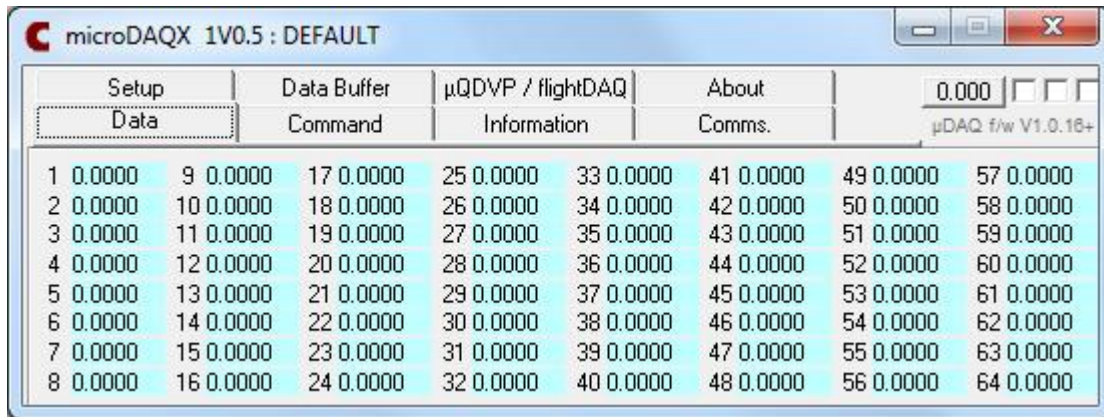 microDAQX 1V0.5 : DEFAULT
Setup Data Buffer µQDVP / flightDAQ About 0.000
Data Command Information Comms. µDAQ f/w V1.0.16+
1 0.0000 9 0.0000 17 0.0000 25 0.0000 33 0.0000 41 0.0000 49 0.0000 57 0.0000
2 0.0000 10 0.0000 18 0.0000 26 0.0000 34 0.0000 42 0.0000 50 0.0000 58 0.0000
3 0.0000 11 0.0000 19 0.0000 27 0.0000 35 0.0000 43 0.0000 51 0.0000 59 0.0000
4 0.0000 12 0.0000 20 0.0000 28 0.0000 36 0.0000 44 0.0000 52 0.0000 60 0.0000
5 0.0000 13 0.0000 21 0.0000 29 0.0000 37 0.0000 45 0.0000 53 0.0000 61 0.0000
6 0.0000 14 0.0000 22 0.0000 30 0.0000 38 0.0000 46 0.0000 54 0.0000 62 0.0000
7 0.0000 15 0.0000 23 0.0000 31 0.0000 39 0.0000 47 0.0000 55 0.0000 63 0.0000
8 0.0000 16 0.0000 24 0.0000 32 0.0000 40 0.0000 48 0.0000 56 0.0000 64 0.0000